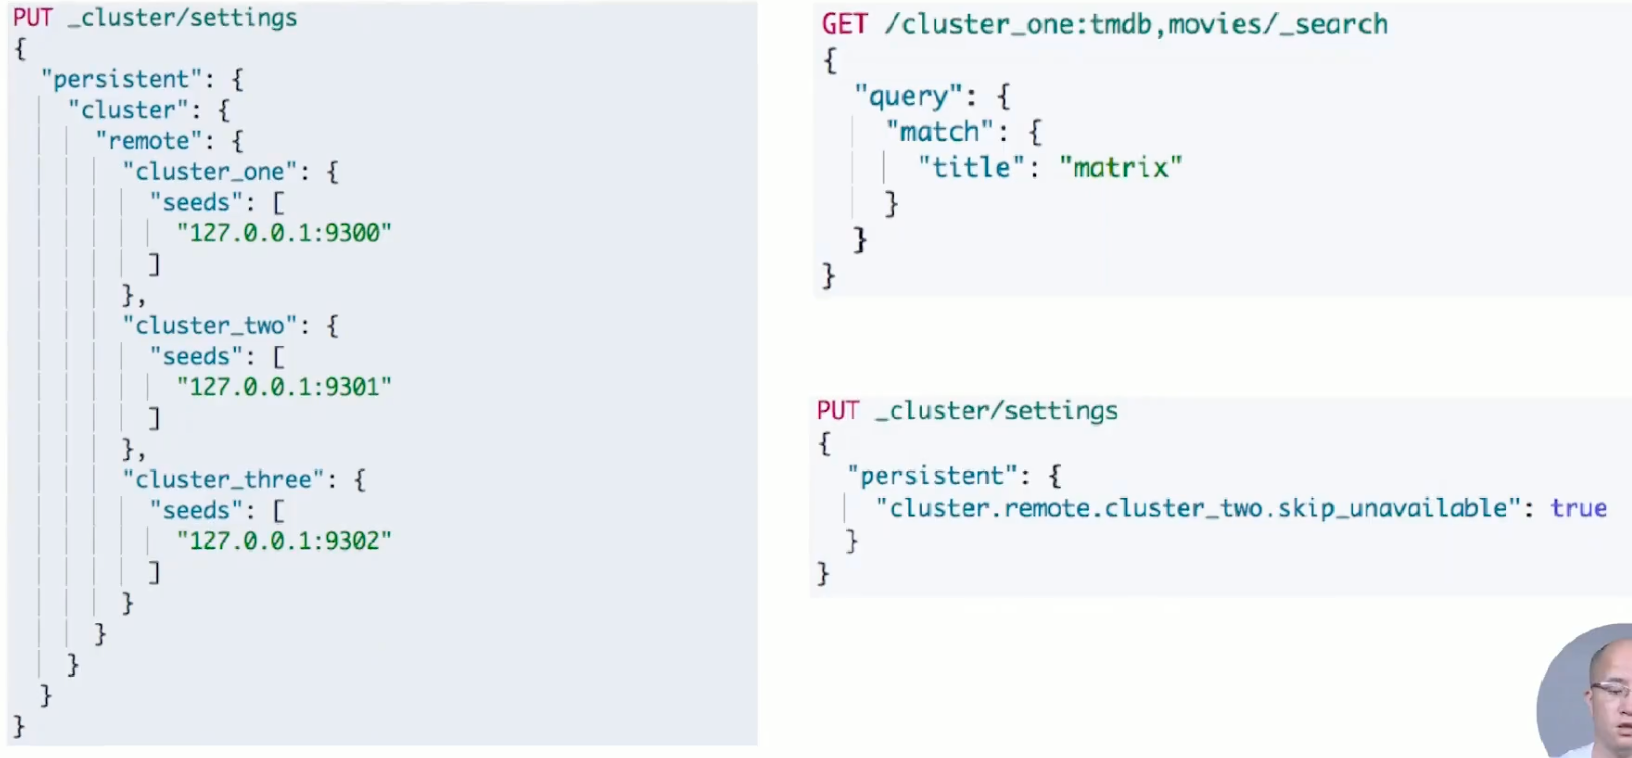 PUT _cluster/settings
{
  "persistent": {
    "cluster": {
      "remote": {
        "cluster_one": {
          "seeds": [
            "127.0.0.1:9300"
          ]
        },
        "cluster_two": {
          "seeds": [
            "127.0.0.1:9301"
          ]
        },
        "cluster_three": {
          "seeds": [
            "127.0.0.1:9302"
          ]
        }
      }
    }
  }
}
GET /cluster_one:tmdb,movies/_search
{
  "query": {
    "match": {
      "title": "matrix"
    }
  }
}
PUT _cluster/settings
{
  "persistent": {
    "cluster.remote.cluster_two.skip_unavailable": true
  }
}